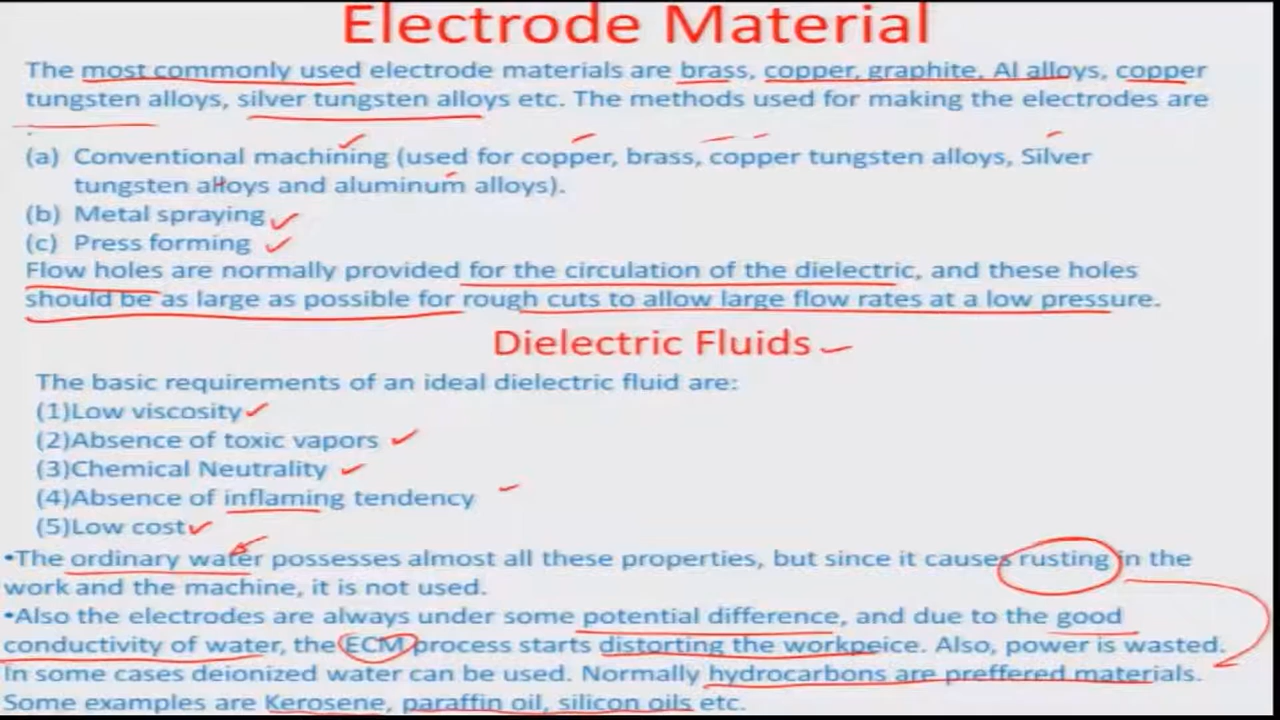 Electrode Material
The most commonly used electrode materials are brass, copper, graphite, Al alloys, copper
tungsten alloys, silver tungsten alloys etc. The methods used for making the electrodes are
:
(a) Conventional machining (used for copper, brass, copper tungsten alloys, Silver
tungsten alloys and aluminum alloys).
(b) Metal spraying
(c) Press forming
Flow holes are normally provided for the circulation of the dielectric, and these holes
should be as large as possible for rough cuts to allow large flow rates at a low pressure.
Dielectric Fluids
The basic requirements of an ideal dielectric fluid are:
(1)Low viscosity
(2)Absence of toxic vapors
(3)Chemical Neutrality
(4)Absence of inflaming tendency
(5)Low cost
•The ordinary water possesses almost all these properties, but since it causes rusting in the
work and the machine, it is not used.
•Also the electrodes are always under some potential difference, and due to the good
conductivity of water, the ECM process starts distorting the workpeice. Also, power is wasted.
In some cases deionized water can be used. Normally hydrocarbons are preffered materials.
Some examples are Kerosene, paraffin oil, silicon oils etc.